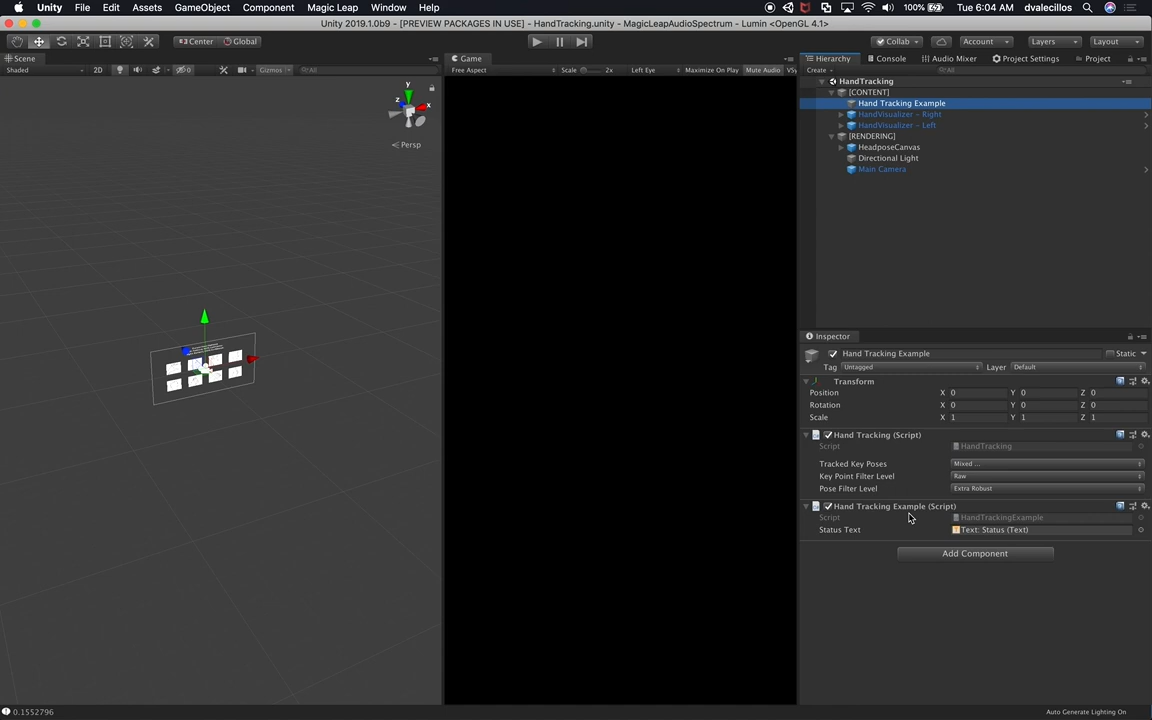 Unity File Edit Assets GameObject Component Magic Leap Window Help 100% Tue 6:04 AM dvalecillos
Unity 2019.1.0b9 - [PREVIEW PACKAGES IN USE] - HandTracking.unity - MagicLeapAudioSpectrum - Lumin <OpenGL 4.1>
Center Global Collab Account Layers Layout
Scene Game Hierarchy Console Audio Mixer Project Settings Project
Shaded 2D 0 Gizmos All Free Aspect Scale 2x Left Eye Maximize On Play Mute Audio VSy Create All
HandTracking
[CONTENT]
Hand Tracking Example
HandVisualizer - Right
HandVisualizer - Left
[RENDERING]
HeadposeCanvas
Directional Light
Main Camera
y
z
x
Persp
Inspector
Hand Tracking Example Static
Tag Untagged Layer Default
Transform
Position X 0 Y 0 Z 0
Rotation X 0 Y 0 Z 0
Scale X 1 Y 1 Z 1
Hand Tracking (Script)
Script HandTracking
Tracked Key Poses Mixed ...
Key Point Filter Level Raw
Pose Filter Level Extra Robust
Hand Tracking Example (Script)
Script HandTrackingExample
Status Text Text: Status (Text)
Add Component
0.1552796
Auto Generate Lighting On